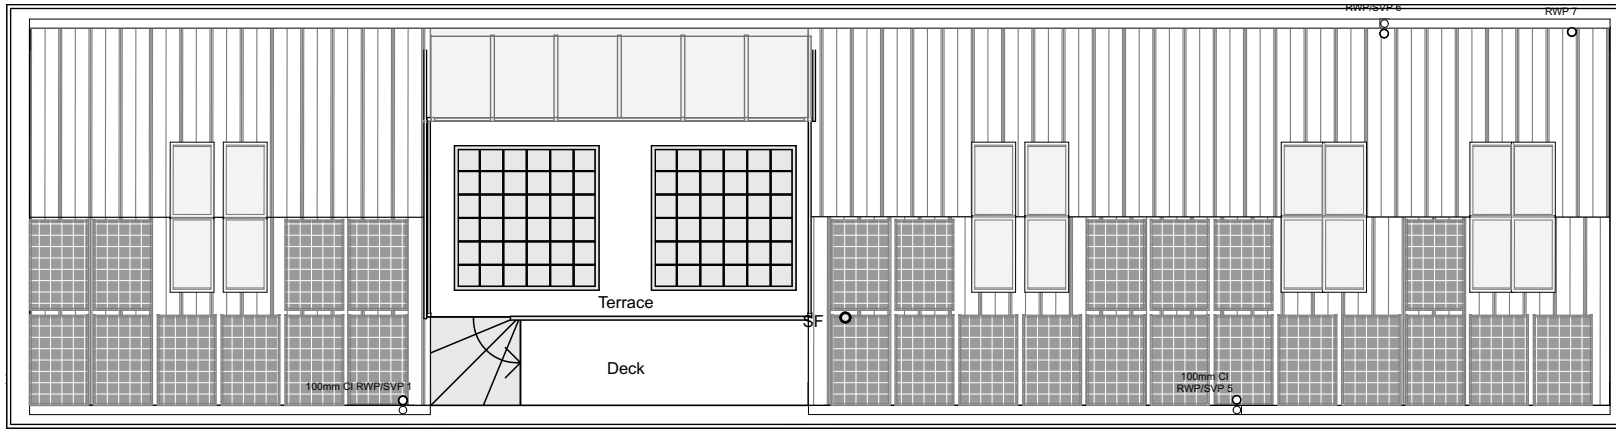 RWP/SVP 6
RWP 7
Terrace
SF
Deck
100mm CI RWP/SVP 1
100mm CI
RWP/SVP 5